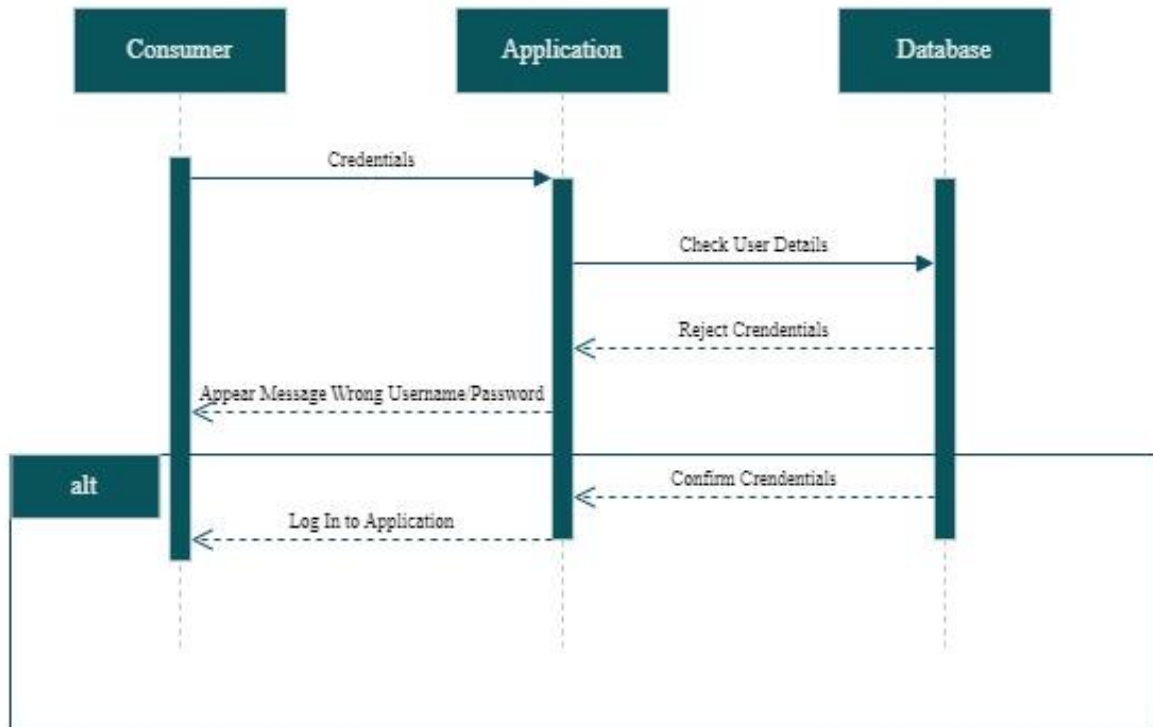 Consumer
Application
Database
Credentials
Check User Details
Reject Crendentials
Appear Message Wrong Username/Password
alt
Confirm Crendentials
Log In to Application